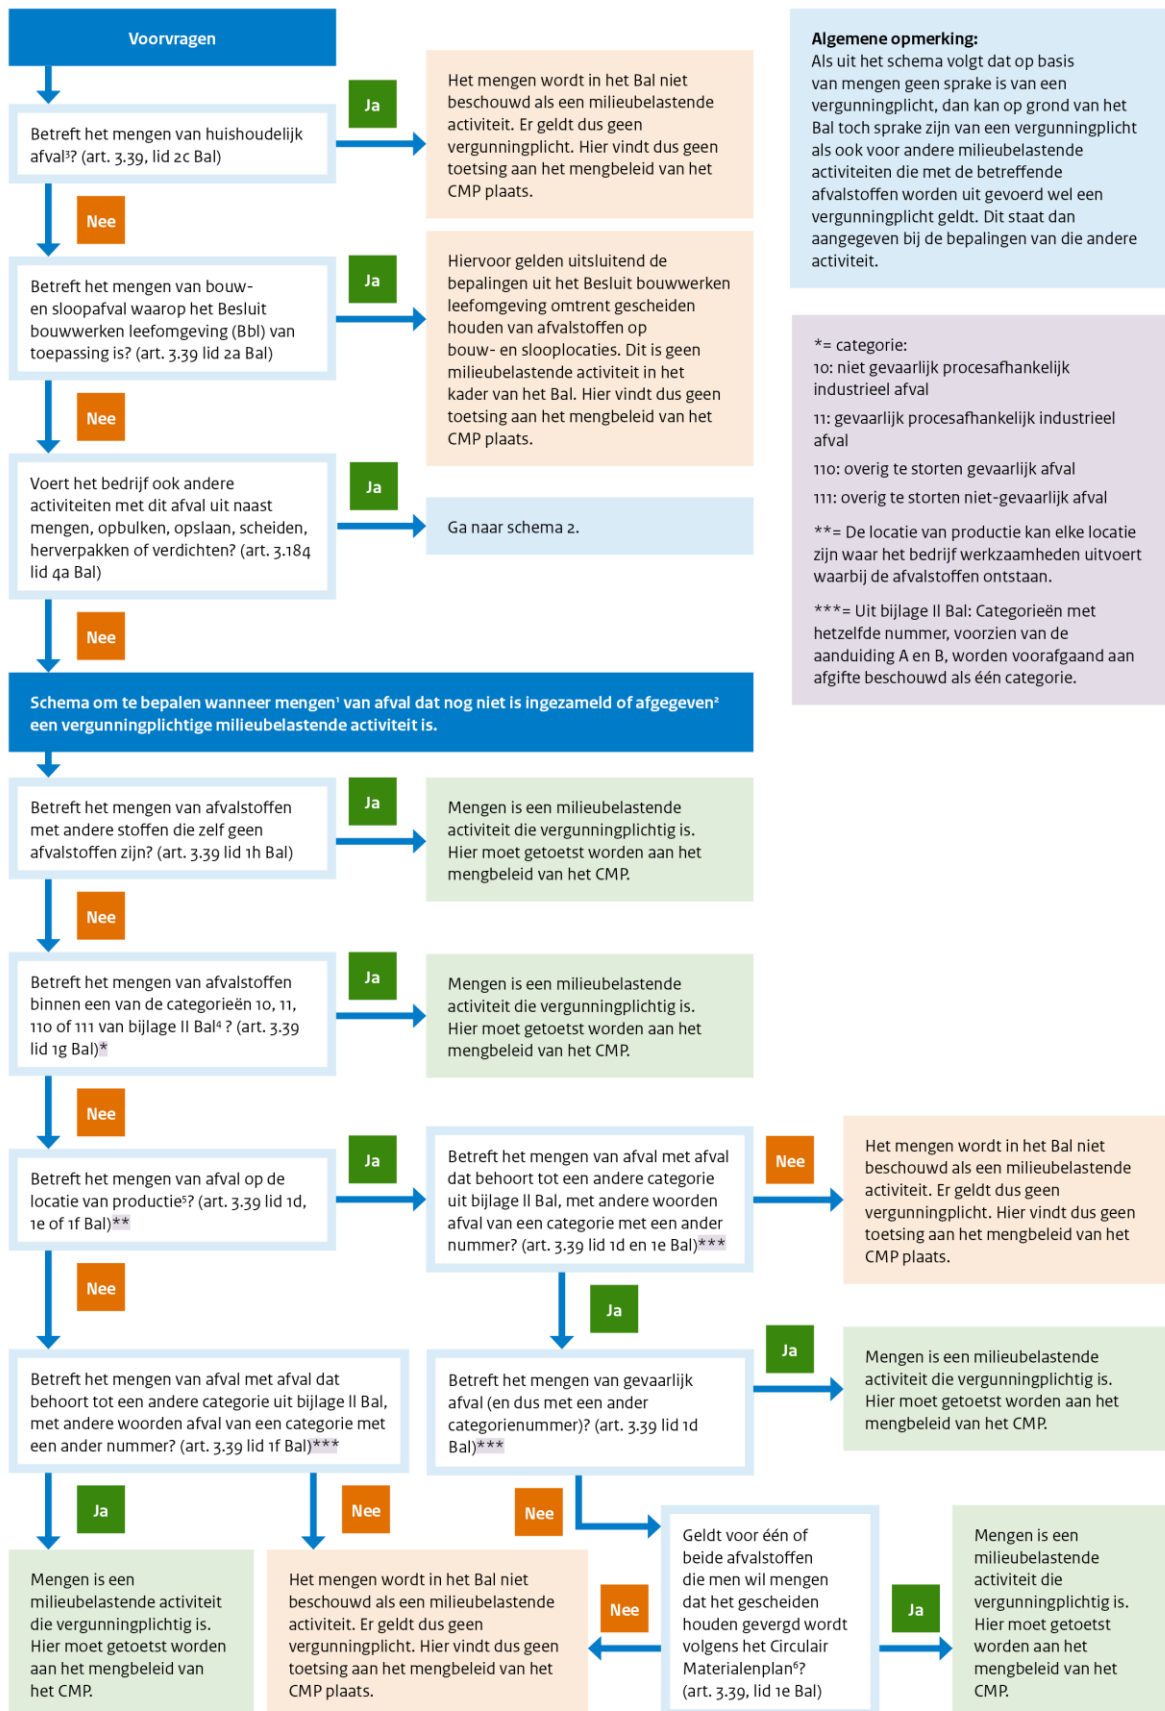 Voorvragen
Betreft het mengen van huishoudelijk
afval³? (art. 3.39, lid 2c Bal)
Ja
Het mengen wordt in het Bal niet
beschouwd als een milieubelastende
activiteit. Er geldt dus geen
vergunningplicht. Hier vindt dus geen
toetsing aan het mengbeleid van het
CMP plaats.
Nee
Betreft het mengen van bouw-
en sloopafval waarop het Besluit
bouwwerken leefomgeving (Bbl) van
toepassing is? (art. 3.39 lid 2a Bal)
Ja
Hiervoor gelden uitsluitend de
bepalingen uit het Besluit bouwwerken
leefomgeving omtrent gescheiden
houden van afvalstoffen op
bouw- en slooplocaties. Dit is geen
milieubelastende activiteit in het
kader van het Bal. Hier vindt dus geen
toetsing aan het mengbeleid van het
CMP plaats.
Nee
Voert het bedrijf ook andere
activiteiten met dit afval uit naast
mengen, opbulken, opslaan, scheiden,
herverpakken of verdichten? (art. 3.184
lid 4a Bal)
Ja
Ga naar schema 2.
Nee
Algemene opmerking:
Als uit het schema volgt dat op basis
van mengen geen sprake is van een
vergunningplicht, dan kan op grond van het
Bal toch sprake zijn van een vergunningplicht
als ook voor andere milieubelastende
activiteiten die met de betreffende
afvalstoffen worden uit gevoerd wel een
vergunningplicht geldt. Dit staat dan
aangegeven bij de bepalingen van die andere
activiteit.
*= categorie:
10: niet gevaarlijk procesafhankelijk
industrieel afval
11: gevaarlijk procesafhankelijk industrieel
afval
110: overig te storten gevaarlijk afval
111: overig te storten niet-gevaarlijk afval
**= De locatie van productie kan elke locatie
zijn waar het bedrijf werkzaamheden uitvoert
waarbij de afvalstoffen ontstaan.
***= Uit bijlage II Bal: Categorieën met
hetzelfde nummer, voorzien van de
aanduiding A en B, worden voorafgaand aan
afgifte beschouwd als één categorie.
Schema om te bepalen wanneer mengen¹ van afval dat nog niet is ingezameld of afgegeven²
een vergunningplichtige milieubelastende activiteit is.
Betreft het mengen van afvalstoffen
met andere stoffen die zelf geen
afvalstoffen zijn? (art. 3.39 lid 1h Bal)
Ja
Mengen is een milieubelastende
activiteit die vergunningplichtig is.
Hier moet getoetst worden aan het
mengbeleid van het CMP.
Nee
Betreft het mengen van afvalstoffen
binnen een van de categorieën 10, 11,
110 of 111 van bijlage II Bal⁴ ? (art. 3.39
lid 1g Bal)*
Ja
Mengen is een milieubelastende
activiteit die vergunningplichtig is.
Hier moet getoetst worden aan het
mengbeleid van het CMP.
Nee
Betreft het mengen van afval op de
locatie van productie⁵? (art. 3.39 lid 1d,
1e of 1f Bal)**
Ja
Betreft het mengen van afval met afval
dat behoort tot een andere categorie
uit bijlage II Bal, met andere woorden
afval van een categorie met een ander
nummer? (art. 3.39 lid 1d en 1e Bal)***
Nee
Het mengen wordt in het Bal niet
beschouwd als een milieubelastende
activiteit. Er geldt dus geen
vergunningplicht. Hier vindt dus geen
toetsing aan het mengbeleid van het
CMP plaats.
Nee
Ja
Betreft het mengen van afval met afval dat
behoort tot een andere categorie uit bijlage II Bal,
met andere woorden afval van een categorie met
een ander nummer? (art. 3.39 lid 1f Bal)***
Betreft het mengen van gevaarlijk
afval (en dus met een ander
categorienummer)? (art. 3.39 lid 1d
Bal)***
Ja
Mengen is een milieubelastende
activiteit die vergunningplichtig is.
Hier moet getoetst worden aan het
mengbeleid van het CMP.
Ja
Nee
Nee
Mengen is een
milieubelastende activiteit
die vergunningplichtig is.
Hier moet getoetst worden
aan het mengbeleid van
het CMP.
Het mengen wordt in het Bal niet
beschouwd als een milieubelastende
activiteit. Er geldt dus geen
vergunningplicht. Hier vindt dus geen
toetsing aan het mengbeleid van het
CMP plaats.
Nee
Geldt voor één of
beide afvalstoffen
die men wil mengen
dat het gescheiden
houden gevergd wordt
volgens het Circulair
Materialenplan⁶?
(art. 3.39, lid 1e Bal)
Ja
Mengen is een
milieubelastende
activiteit die
vergunningplichtig is.
Hier moet getoetst
worden aan het
mengbeleid van het
CMP.